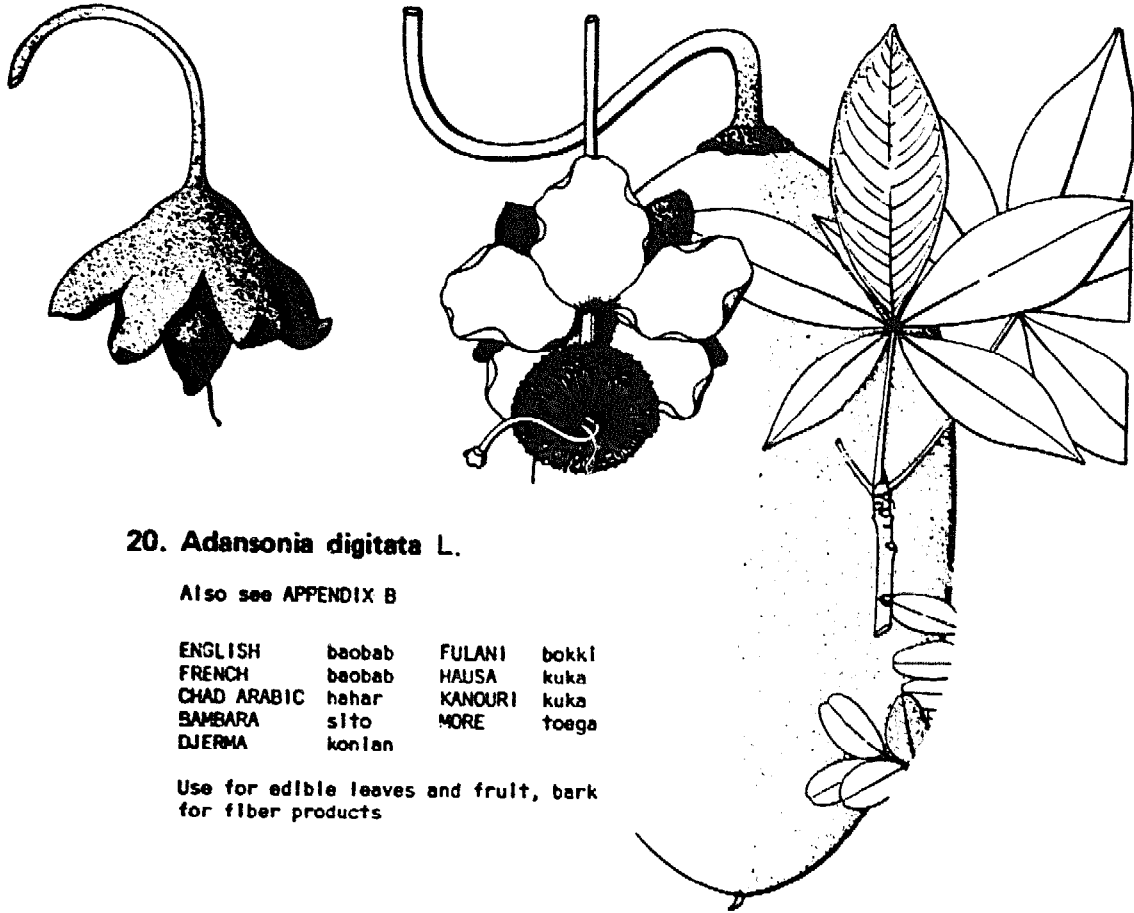 20. Adansonia digitata L.
Also see APPENDIX B
ENGLISH baobab FULANI bokki
FRENCH baobab HAUSA kuka
CHAD ARABIC hahar KANOURI kuka
BAMBARA sito MORE toega
DJERMA konian
Use for edible leaves and fruit, bark
for fiber products